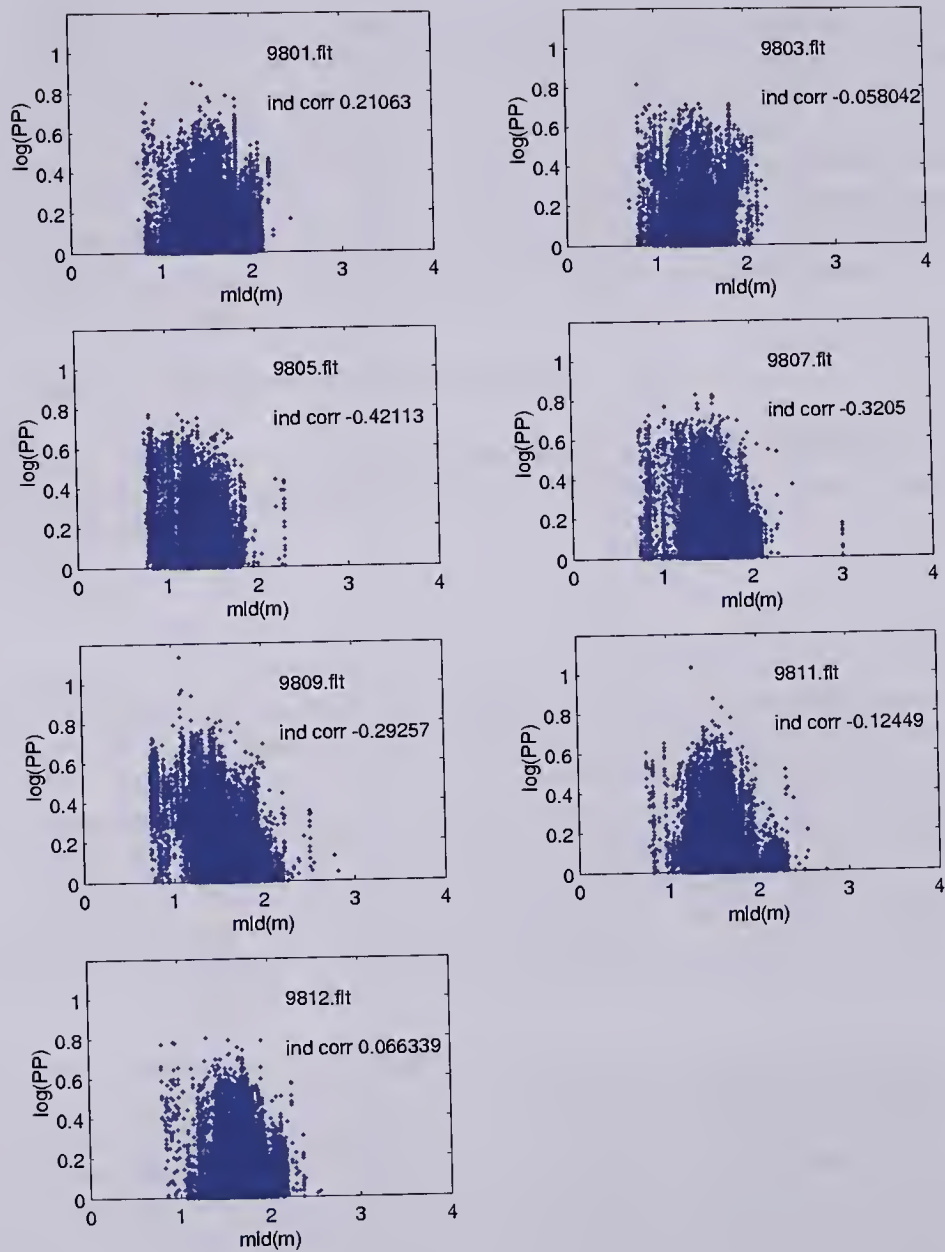 9801.flt
ind corr 0.21063
log(PP)
1
0.8
0.6
0.4
0.2
0
0 1 2 3 4
mld(m)
9803.flt
ind corr -0.058042
log(PP)
1
0.8
0.6
0.4
0.2
0
0 1 2 3 4
mld(m)
9805.flt
ind corr -0.42113
log(PP)
1
0.8
0.6
0.4
0.2
0
0 1 2 3 4
mld(m)
9807.flt
ind corr -0.3205
log(PP)
1
0.8
0.6
0.4
0.2
0
0 1 2 3 4
mld(m)
9809.flt
ind corr -0.29257
log(PP)
1
0.8
0.6
0.4
0.2
0
0 1 2 3 4
mld(m)
9811.flt
ind corr -0.12449
log(PP)
1
0.8
0.6
0.4
0.2
0
0 1 2 3 4
mld(m)
9812.flt
ind corr 0.066339
log(PP)
1
0.8
0.6
0.4
0.2
0
0 1 2 3 4
mld(m)